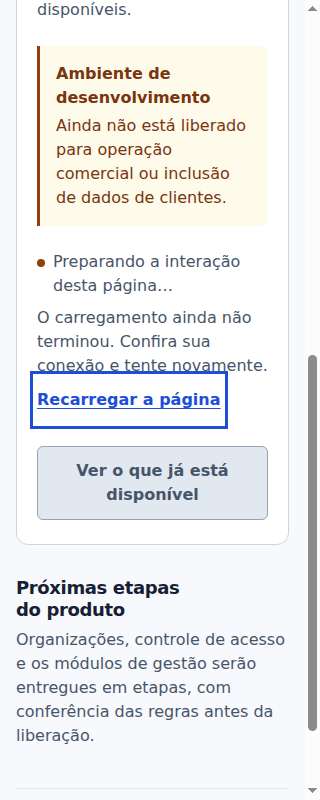 disponíveis.
Ambiente de
desenvolvimento
Ainda não está liberado
para operação
comercial ou inclusão
de dados de clientes.
Preparando a interação
desta página…
O carregamento ainda não
terminou. Confira sua
conexão e tente novamente.
Recarregar a página
Ver o que já está
disponível
Próximas etapas
do produto
Organizações, controle de acesso
e os módulos de gestão serão
entregues em etapas, com
conferência das regras antes da
liberação.